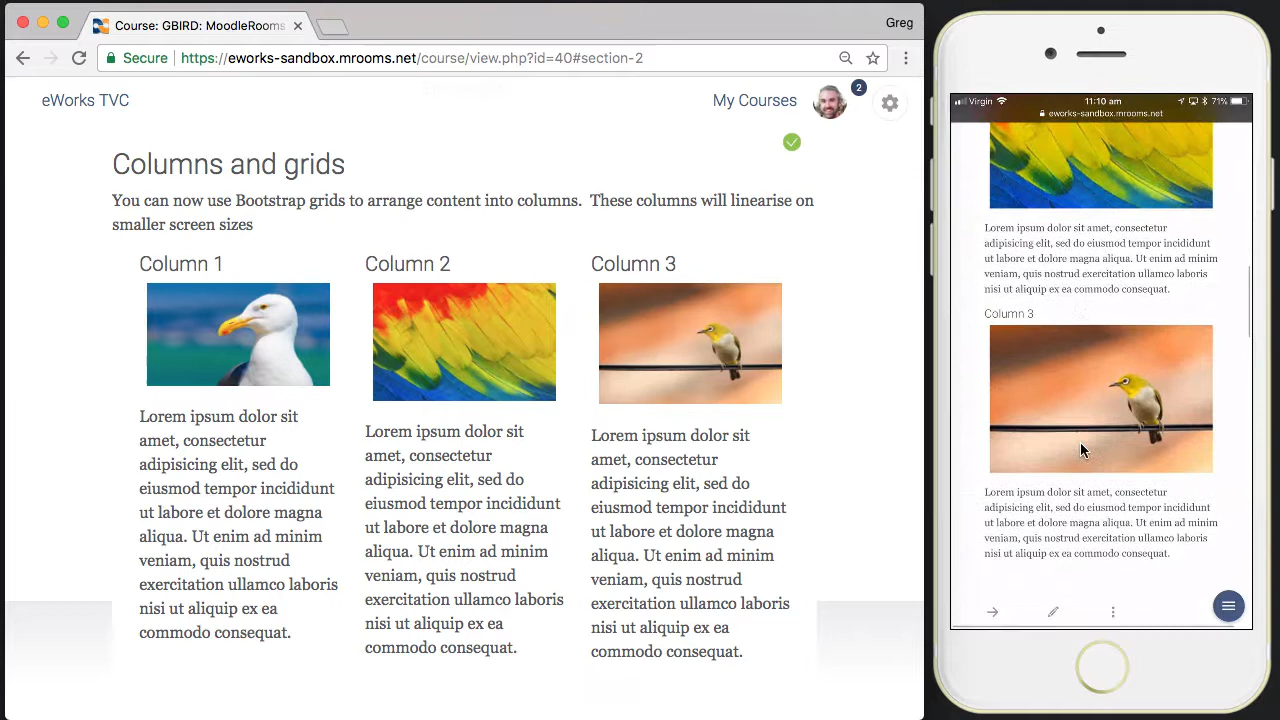 Course: GBIRD: MoodleRooms
Greg
Secure
https://eworks-sandbox.mrooms.net/course/view.php?id=40#section-2
eWorks TVC
My Courses
2
Columns and grids
You can now use Bootstrap grids to arrange content into columns. These columns will linearise on
smaller screen sizes
Column 1
Lorem ipsum dolor sit
amet, consectetur
adipisicing elit, sed do
eiusmod tempor incididunt
ut labore et dolore magna
aliqua. Ut enim ad minim
veniam, quis nostrud
exercitation ullamco laboris
nisi ut aliquip ex ea
commodo consequat.
Column 2
Lorem ipsum dolor sit
amet, consectetur
adipisicing elit, sed do
eiusmod tempor incididunt
ut labore et dolore magna
aliqua. Ut enim ad minim
veniam, quis nostrud
exercitation ullamco laboris
nisi ut aliquip ex ea
commodo consequat.
Column 3
Lorem ipsum dolor sit
amet, consectetur
adipisicing elit, sed do
eiusmod tempor incididunt
ut labore et dolore magna
aliqua. Ut enim ad minim
veniam, quis nostrud
exercitation ullamco laboris
nisi ut aliquip ex ea
commodo consequat.
Virgin 11:10 am 71%
eworks-sandbox.mrooms.net
Lorem ipsum dolor sit amet, consectetur
adipisicing elit, sed do eiusmod tempor incididunt
ut labore et dolore magna aliqua. Ut enim ad minim
veniam, quis nostrud exercitation ullamco laboris
nisi ut aliquip ex ea commodo consequat.
Column 3
Lorem ipsum dolor sit amet, consectetur
adipisicing elit, sed do eiusmod tempor incididunt
ut labore et dolore magna aliqua. Ut enim ad minim
veniam, quis nostrud exercitation ullamco laboris
nisi ut aliquip ex ea commodo consequat.